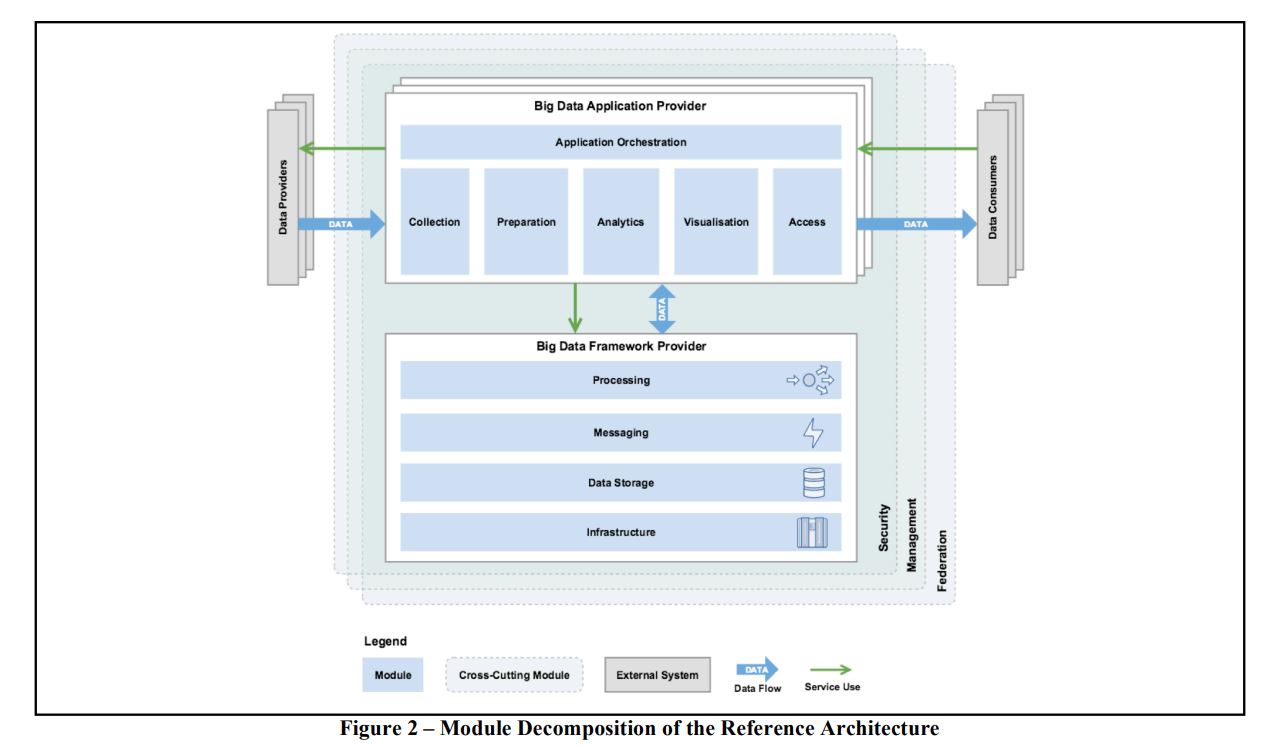 Big Data Application Provider
Application Orchestration
Data Providers
DATA
Collection
Preparation
Analytics
Visualisation
Access
DATA
Data Consumers
DATA
Big Data Framework Provider
Processing
Messaging
Data Storage
Infrastructure
Security
Management
Federation
Legend
Module
Cross-Cutting Module
External System
DATA
Data Flow
Service Use
Figure 2 – Module Decomposition of the Reference Architecture